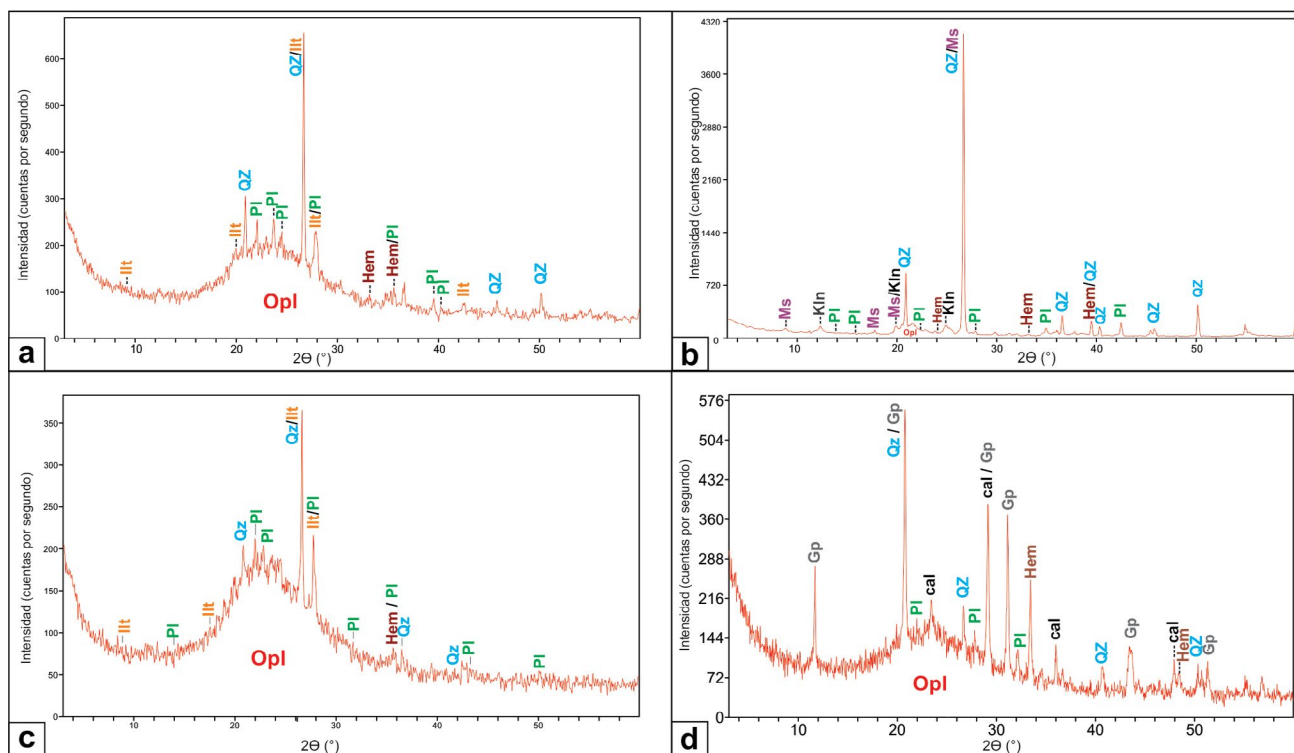 Intensidad (cuentas por segundo)
600
500
400
300
200
100
0
Ilt
Ilt
QZ
Pl
Pl
Pl
QZ/Ilt
Ilt/Pl
Hem
Hem/Pl
Pl
Pl
Ilt
QZ
QZ
Opl
10
20
30
40
50
2Θ (°)
a
Intensidad (cuentas por segundo)
4320
3600
2880
2160
1440
720
0
Ms
Kln
Pl
Pl
Ms
Ms/Kln
QZ
Opl
Pl
Hem
Kln
QZ/Ms
Pl
Hem
Pl
QZ
Hem/QZ
QZ
Pl
QZ
QZ
10
20
30
40
50
2Θ (°)
b
Intensidad (cuentas por segundo)
350
300
250
200
150
100
50
0
Ilt
Pl
Ilt
Qz
Pl
Pl
Qz/Ilt
Ilt/Pl
Pl
Hem / Pl
Qz
Qz
Pl
Pl
Opl
10
20
30
40
50
2Θ (°)
c
Intensidad (cuentas por segundo)
576
504
432
360
288
216
144
72
0
Gp
Qz / Gp
Pl
cal
QZ
Pl
cal / Gp
Gp
Pl
Hem
cal
QZ
Gp
cal
Hem
QZ
Gp
Opl
10
20
30
40
50
2Θ (°)
d